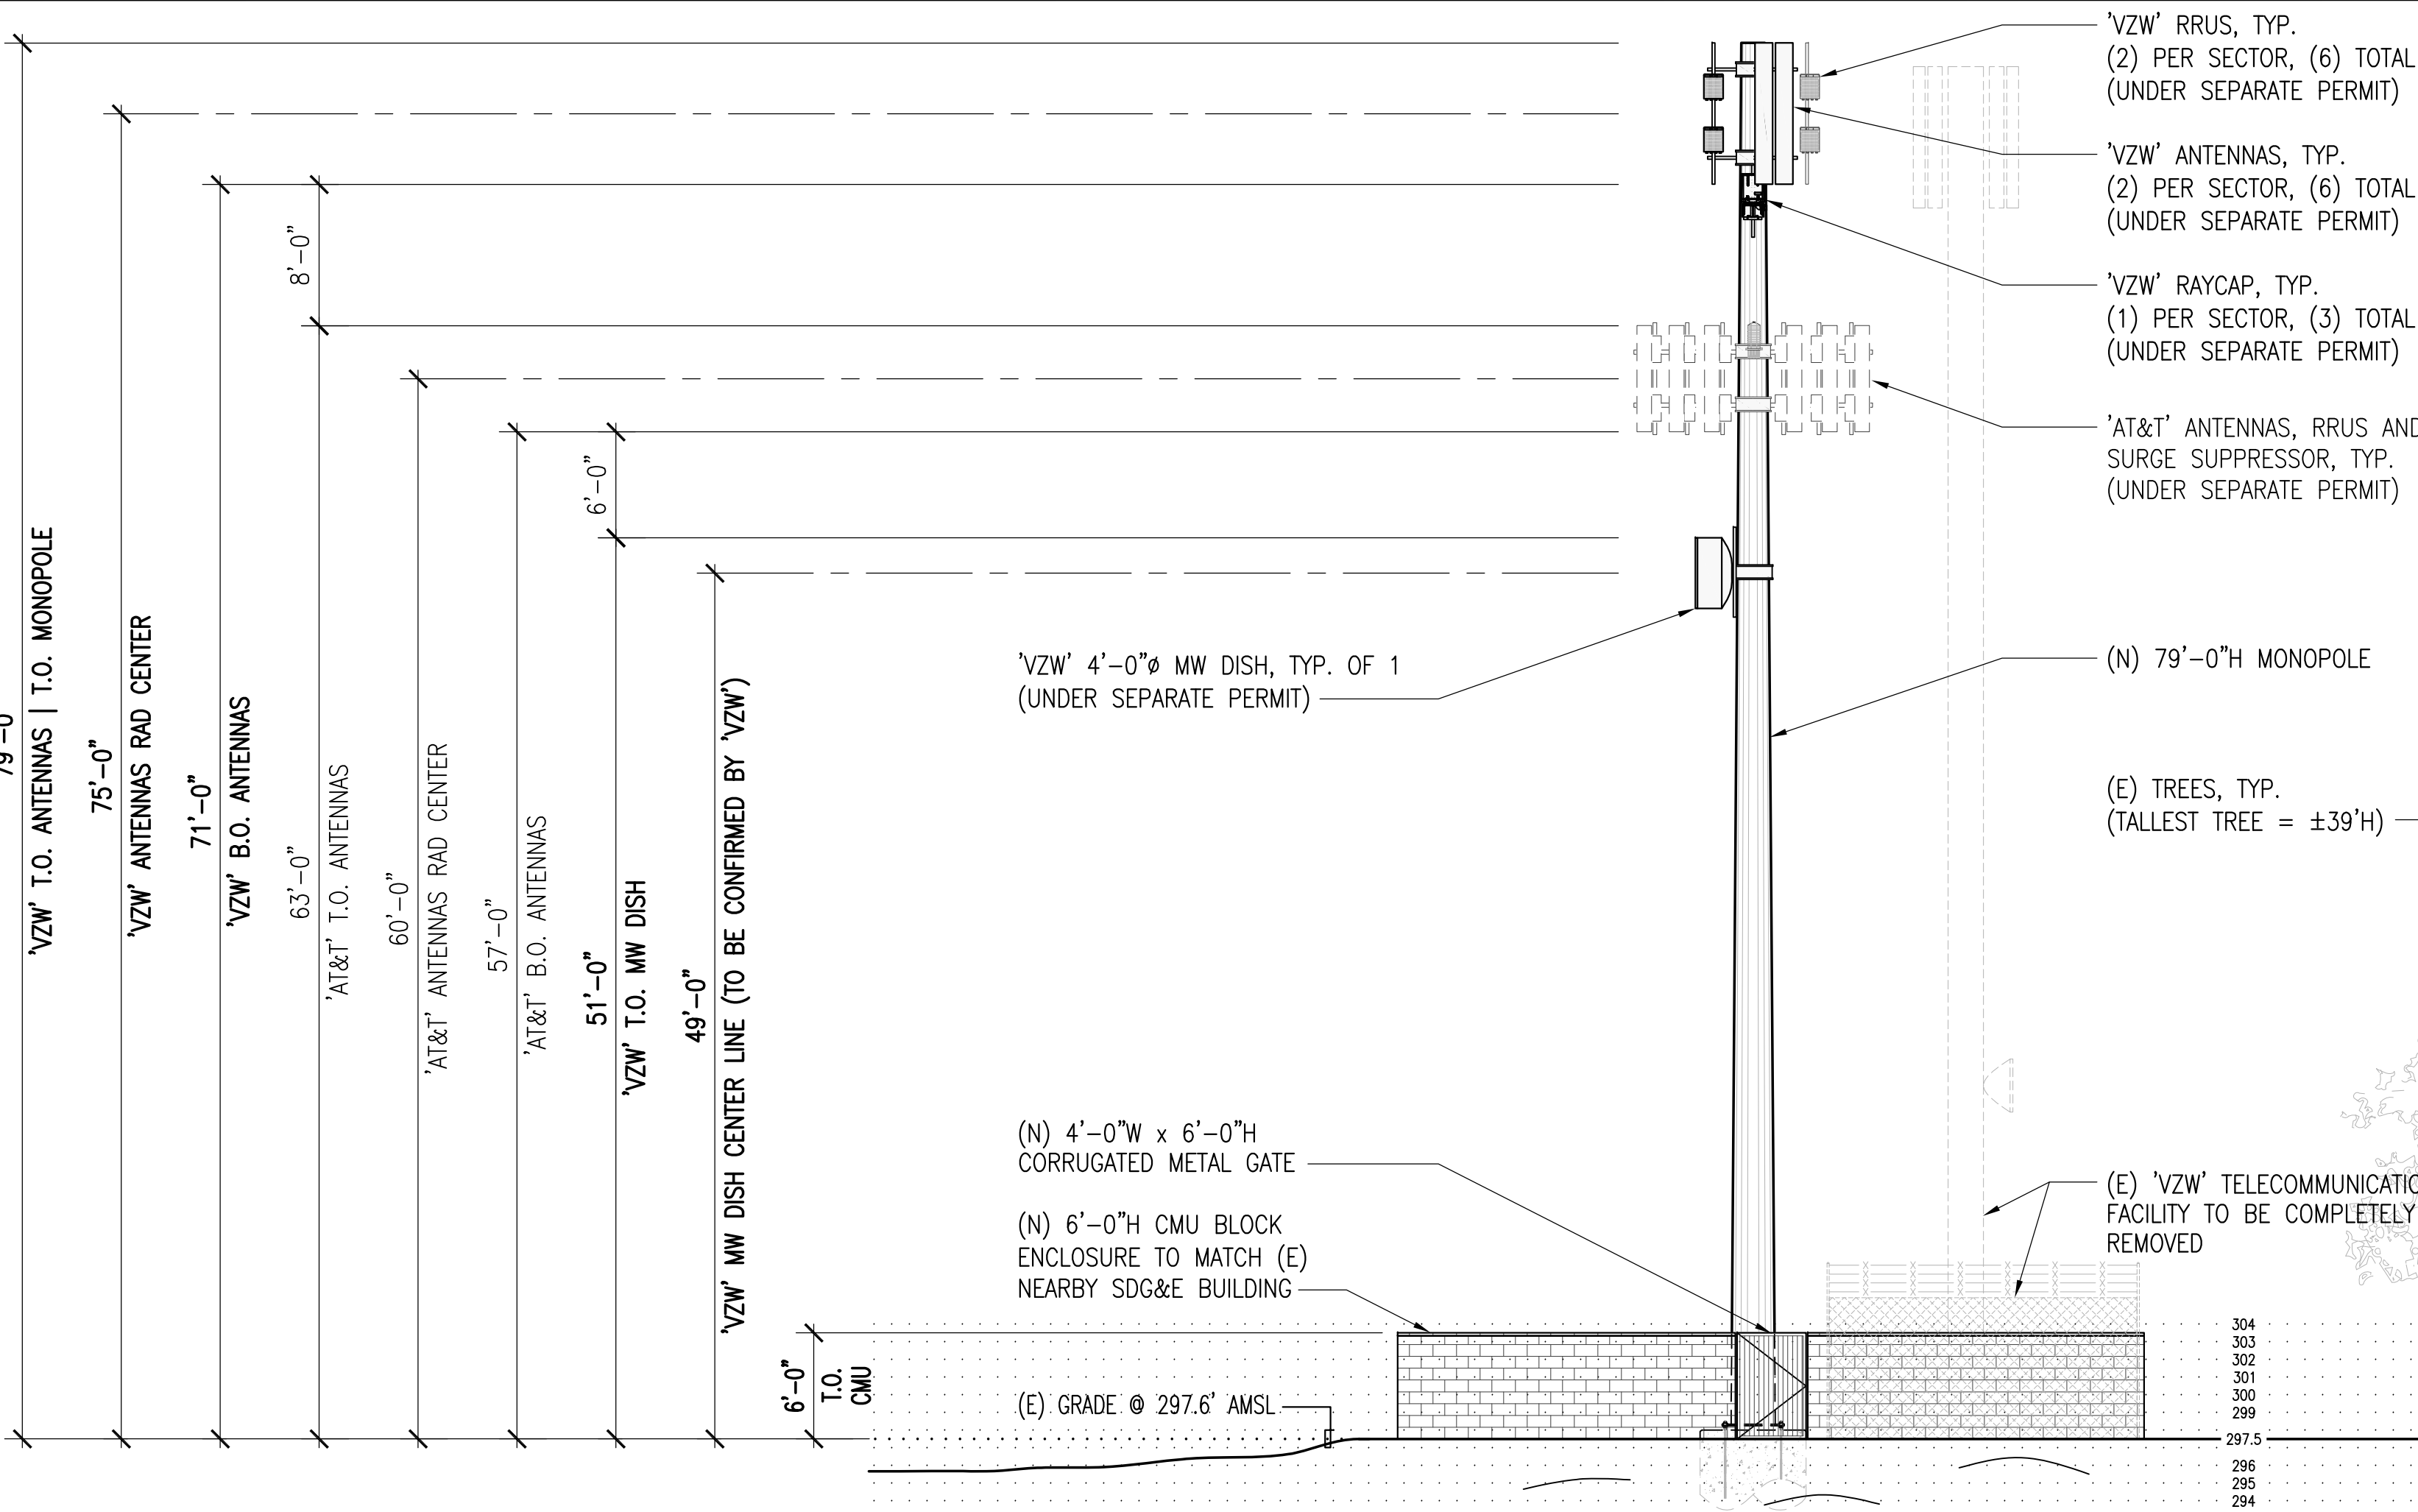 'VZW' RRUS, TYP.
(2) PER SECTOR, (6) TOTAL
(UNDER SEPARATE PERMIT)
'VZW' ANTENNAS, TYP.
(2) PER SECTOR, (6) TOTAL
(UNDER SEPARATE PERMIT)
'VZW' RAYCAP, TYP.
(1) PER SECTOR, (3) TOTAL
(UNDER SEPARATE PERMIT)
'AT&T' ANTENNAS, RRUS AND
SURGE SUPPRESSOR, TYP.
(UNDER SEPARATE PERMIT)
(N) 79'-0"H MONOPOLE
(E) TREES, TYP.
(TALLEST TREE = ±39'H)
(E) 'VZW' TELECOMMUNICATIO
FACILITY TO BE COMPLETELY
REMOVED
79'-0"
'VZW' T.O. ANTENNAS | T.O. MONOPOLE
75'-0"
'VZW' ANTENNAS RAD CENTER
71'-0"
'VZW' B.O. ANTENNAS
8'-0"
63'-0"
'AT&T' T.O. ANTENNAS
60'-0"
'AT&T' ANTENNAS RAD CENTER
57'-0"
'AT&T' B.O. ANTENNAS
6'-0"
51'-0"
'VZW' T.O. MW DISH
49'-0"
'VZW' MW DISH CENTER LINE (TO BE CONFIRMED BY 'VZW')
6'-0"
T.O.
CMU
'VZW' 4'-0"ø MW DISH, TYP. OF 1
(UNDER SEPARATE PERMIT)
(N) 4'-0"W x 6'-0"H
CORRUGATED METAL GATE
(N) 6'-0"H CMU BLOCK
ENCLOSURE TO MATCH (E)
NEARBY SDG&E BUILDING
(E) GRADE @ 297.6' AMSL
304
303
302
301
300
299
297.5
296
295
294